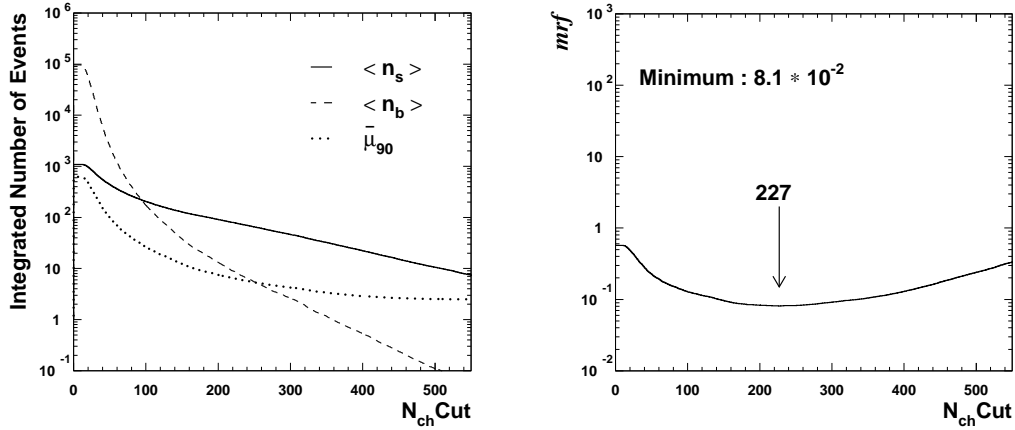 Integrated Number of Events
10^5
10^4
10^3
10^2
10
1
10^-1
< n_s >
< n_b >
μ̄_90
0 100 200 300 400 500
N_ch Cut
mrf
10^3
10^2
10
1
10^-1
10^-2
Minimum : 8.1 * 10^-2
227
0 100 200 300 400 500
N_ch Cut